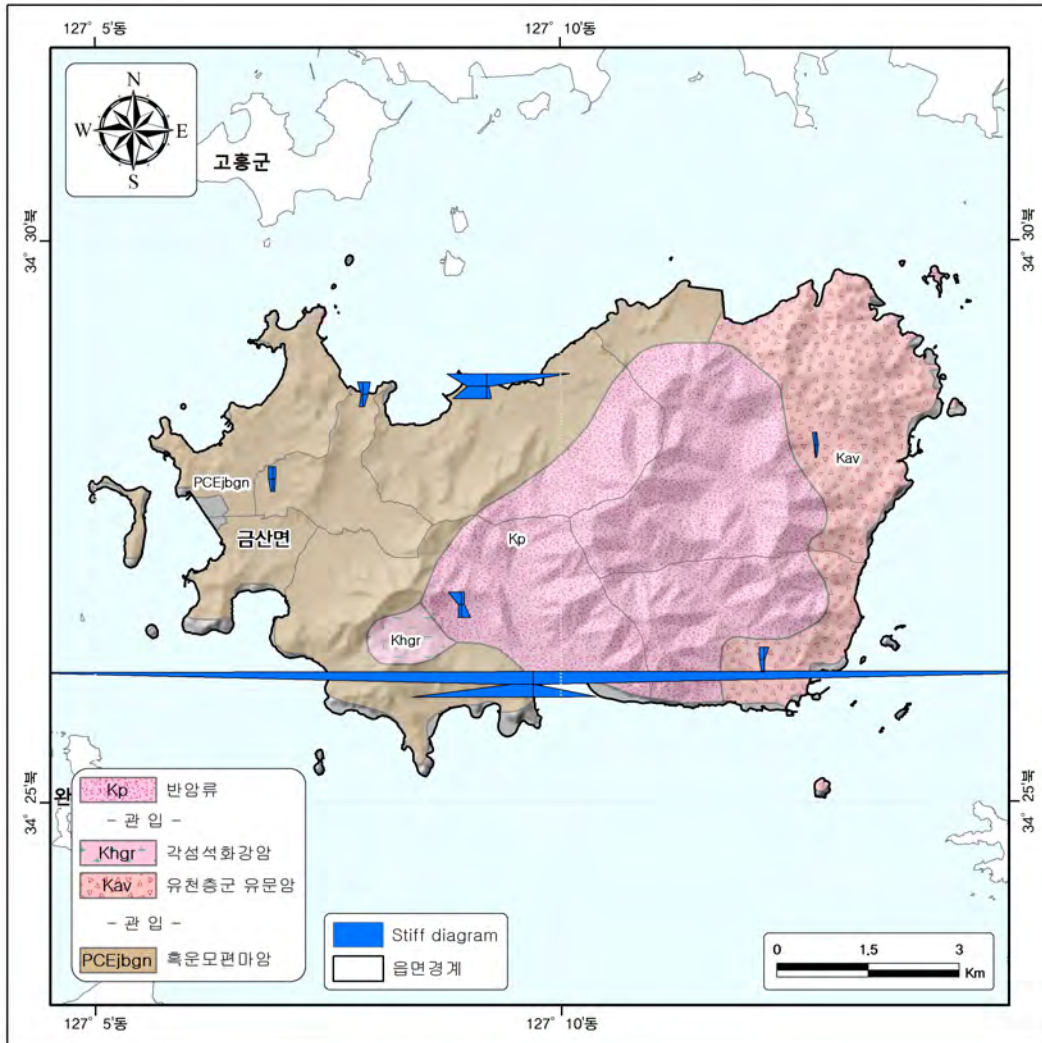 127° 5'동
127° 10'동
N
W
E
S
고흥군
34° 30'북
34° 30'북
PCEjbgn
금산면
Kav
Kp
Khgr
34° 25'북
34° 25'북
완
Kp 반암류
- 관 입 -
Khgr 각섬석화강암
Kav 유천층군 유문암
- 관 입 -
PCEjbgn 흑운모편마암
Stiff diagram
읍면경계
0 1.5 3
Km
127° 5'동
127° 10'동